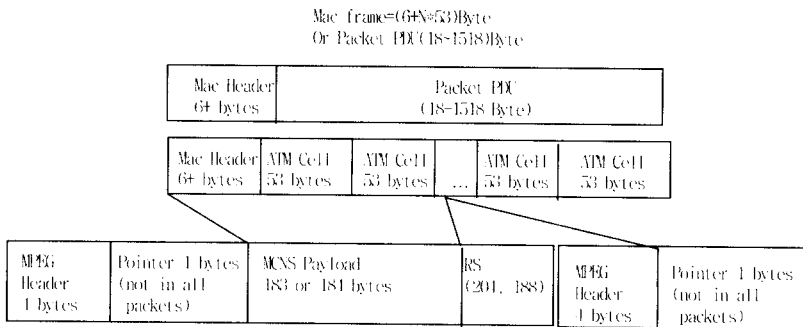 Mac frame=(6+N*53)Byte
Or Packet PDU(18~1518)Byte
Mac Header
6+ bytes
Packet PDU
(18-1518 Byte)
Mac Header
6+ bytes
ATM Cell
53 bytes
ATM Cell
53 bytes
...
ATM Cell
53 bytes
ATM Cell
53 bytes
MPEG
Header
4 bytes
Pointer 1 bytes
(not in all
packets)
MCNS Payload
183 or 184 bytes
RS
(204, 188)
MPEG
Header
4 bytes
Pointer 1 bytes
(not in all
packets)